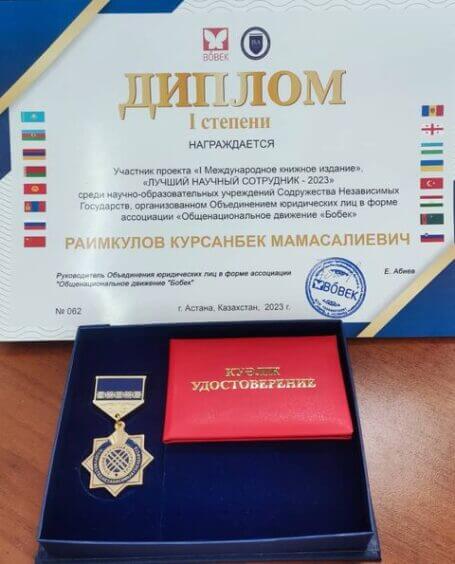 BÓBEK
ДИПЛОМ
I степени
НАГРАЖДАЕТСЯ
Участник проекта «I Международное книжное издание».
«ЛУЧШИЙ НАУЧНЫЙ СОТРУДНИК - 2023»
среди научно-образовательных учреждений Содружества Независимых
Государств, организованном Объединением юридических лиц в форме
ассоциации «Общенациональное движение «Бобек»
РАИМКУЛОВ КУРСАНБЕК МАМАСАЛИЕВИЧ
Руководитель Объединения юридических лиц в форме ассоциации
"Общенациональное движение "Бобек"
Е. Абиев
BÓBEK
№ 062
г. Астана, Казахстан, 2023 г.
КУӘЛІК
УДОСТОВЕРЕНИЕ